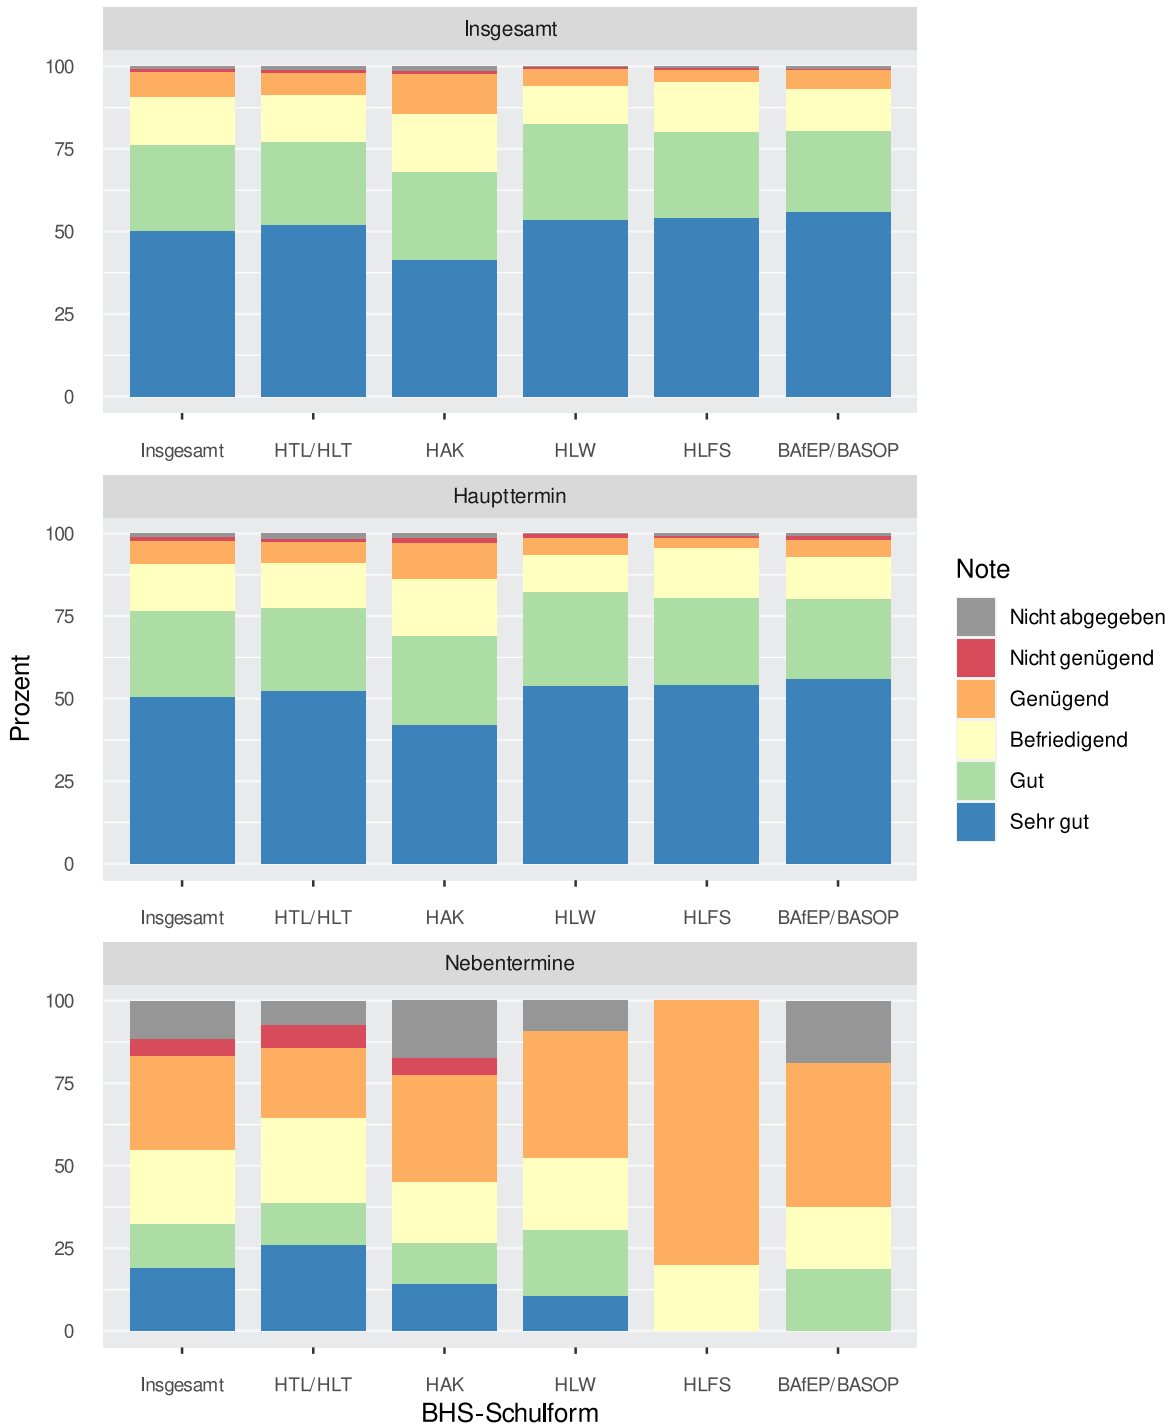 Insgesamt
100
75
50
25
0
Insgesamt HTL/HLT HAK HLW HLFS BAfEP/BASOP
Haupttermin
100
75
50
25
0
Insgesamt HTL/HLT HAK HLW HLFS BAfEP/BASOP
Nebentermine
100
75
50
25
0
Insgesamt HTL/HLT HAK HLW HLFS BAfEP/BASOP
BHS-Schulform
Prozent
Note
Nicht abgegeben
Nicht genügend
Genügend
Befriedigend
Gut
Sehr gut